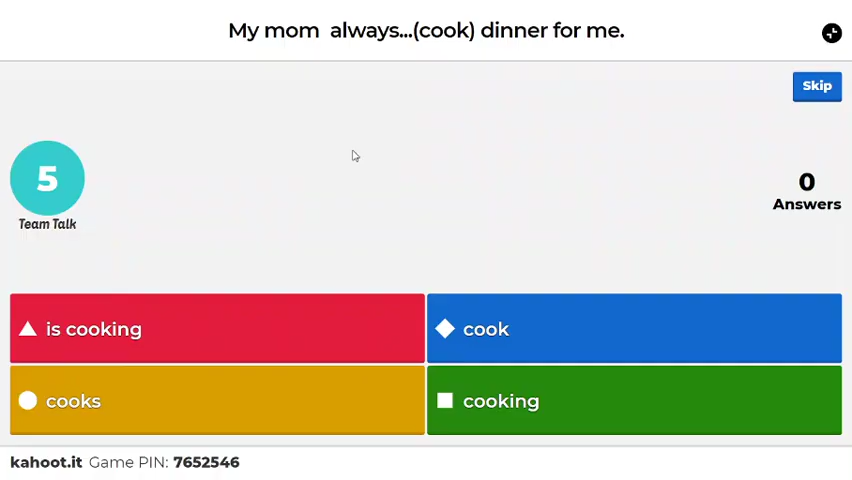 My mom always...(cook) dinner for me.
Skip
5
Team Talk
0
Answers
is cooking
cook
cooks
cooking
kahoot.it Game PIN: 7652546